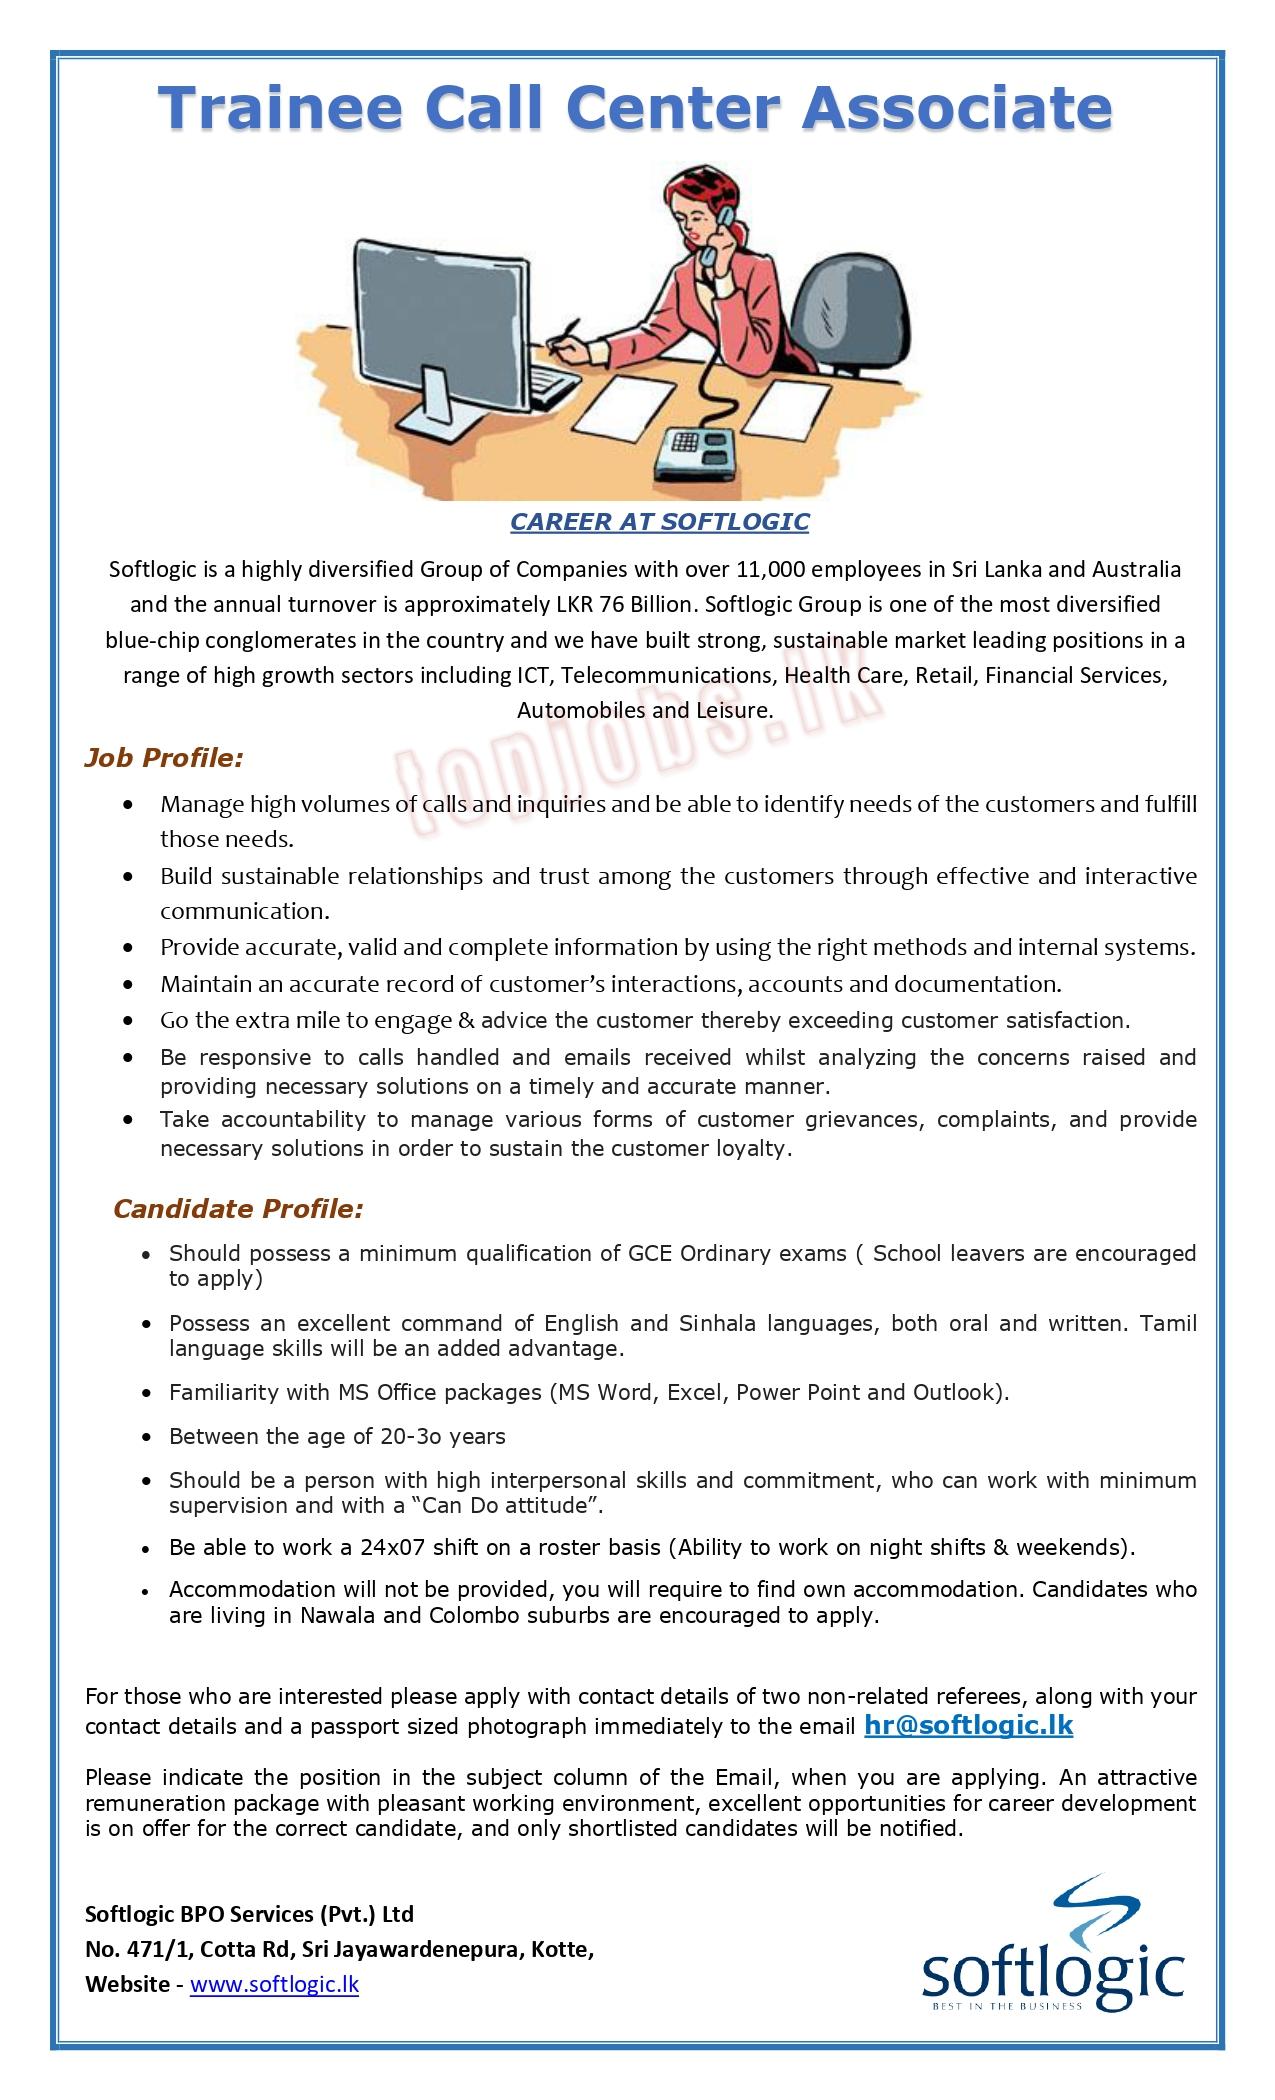 Trainee Call Center Associate
CAREER AT SOFTLOGIC
Softlogic is a highly diversified Group of Companies with over 11,000 employees in Sri Lanka and Australia
and the annual turnover is approximately LKR 76 Billion. Softlogic Group is one of the most diversified
blue-chip conglomerates in the country and we have built strong, sustainable market leading positions in a
range of high growth sectors including ICT, Telecommunications, Health Care, Retail, Financial Services,
Automobiles and Leisure.
topjobs.lk
Job Profile:
• Manage high volumes of calls and inquiries and be able to identify needs of the customers and fulfill
those needs.
• Build sustainable relationships and trust among the customers through effective and interactive
communication.
• Provide accurate, valid and complete information by using the right methods and internal systems.
• Maintain an accurate record of customer’s interactions, accounts and documentation.
• Go the extra mile to engage & advice the customer thereby exceeding customer satisfaction.
• Be responsive to calls handled and emails received whilst analyzing the concerns raised and
providing necessary solutions on a timely and accurate manner.
• Take accountability to manage various forms of customer grievances, complaints, and provide
necessary solutions in order to sustain the customer loyalty.
Candidate Profile:
• Should possess a minimum qualification of GCE Ordinary exams ( School leavers are encouraged
to apply)
• Possess an excellent command of English and Sinhala languages, both oral and written. Tamil
language skills will be an added advantage.
• Familiarity with MS Office packages (MS Word, Excel, Power Point and Outlook).
• Between the age of 20-3o years
• Should be a person with high interpersonal skills and commitment, who can work with minimum
supervision and with a “Can Do attitude”.
• Be able to work a 24x07 shift on a roster basis (Ability to work on night shifts & weekends).
• Accommodation will not be provided, you will require to find own accommodation. Candidates who
are living in Nawala and Colombo suburbs are encouraged to apply.
For those who are interested please apply with contact details of two non-related referees, along with your
contact details and a passport sized photograph immediately to the email hr@softlogic.lk
Please indicate the position in the subject column of the Email, when you are applying. An attractive
remuneration package with pleasant working environment, excellent opportunities for career development
is on offer for the correct candidate, and only shortlisted candidates will be notified.
Softlogic BPO Services (Pvt.) Ltd
No. 471/1, Cotta Rd, Sri Jayawardenepura, Kotte,
Website - www.softlogic.lk
softlogic
BEST IN THE BUSINESS